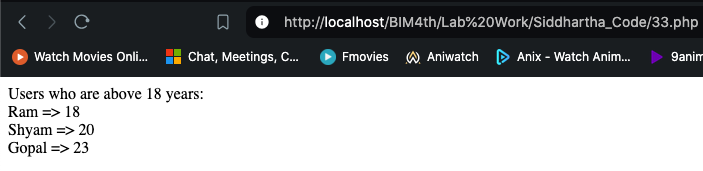 http://localhost/BIM4th/Lab%20Work/Siddhartha_Code/33.php
Watch Movies Onli... Chat, Meetings, C... Fmovies Aniwatch Anix - Watch Anim... 9anim
Users who are above 18 years:
Ram => 18
Shyam => 20
Gopal => 23